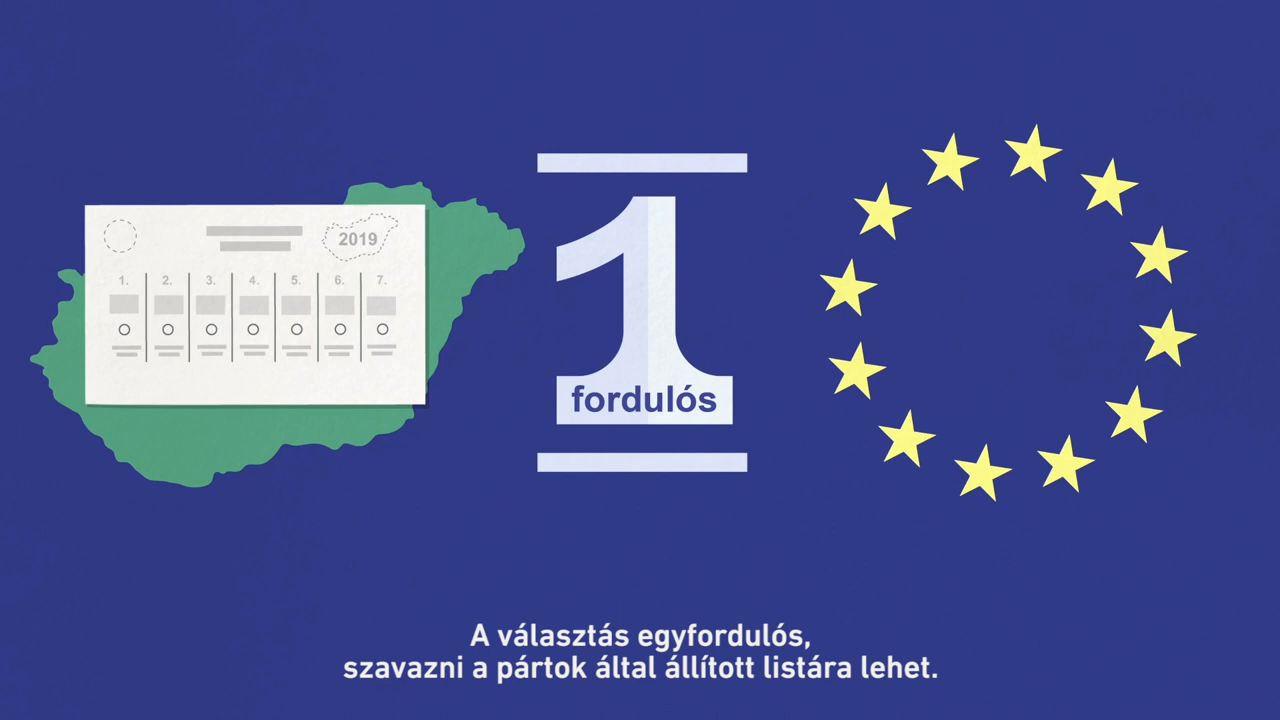 2019
1. 2. 3. 4. 5. 6. 7.
1
fordulós
A választás egyfordulós,
szavazni a pártok által állított listára lehet.